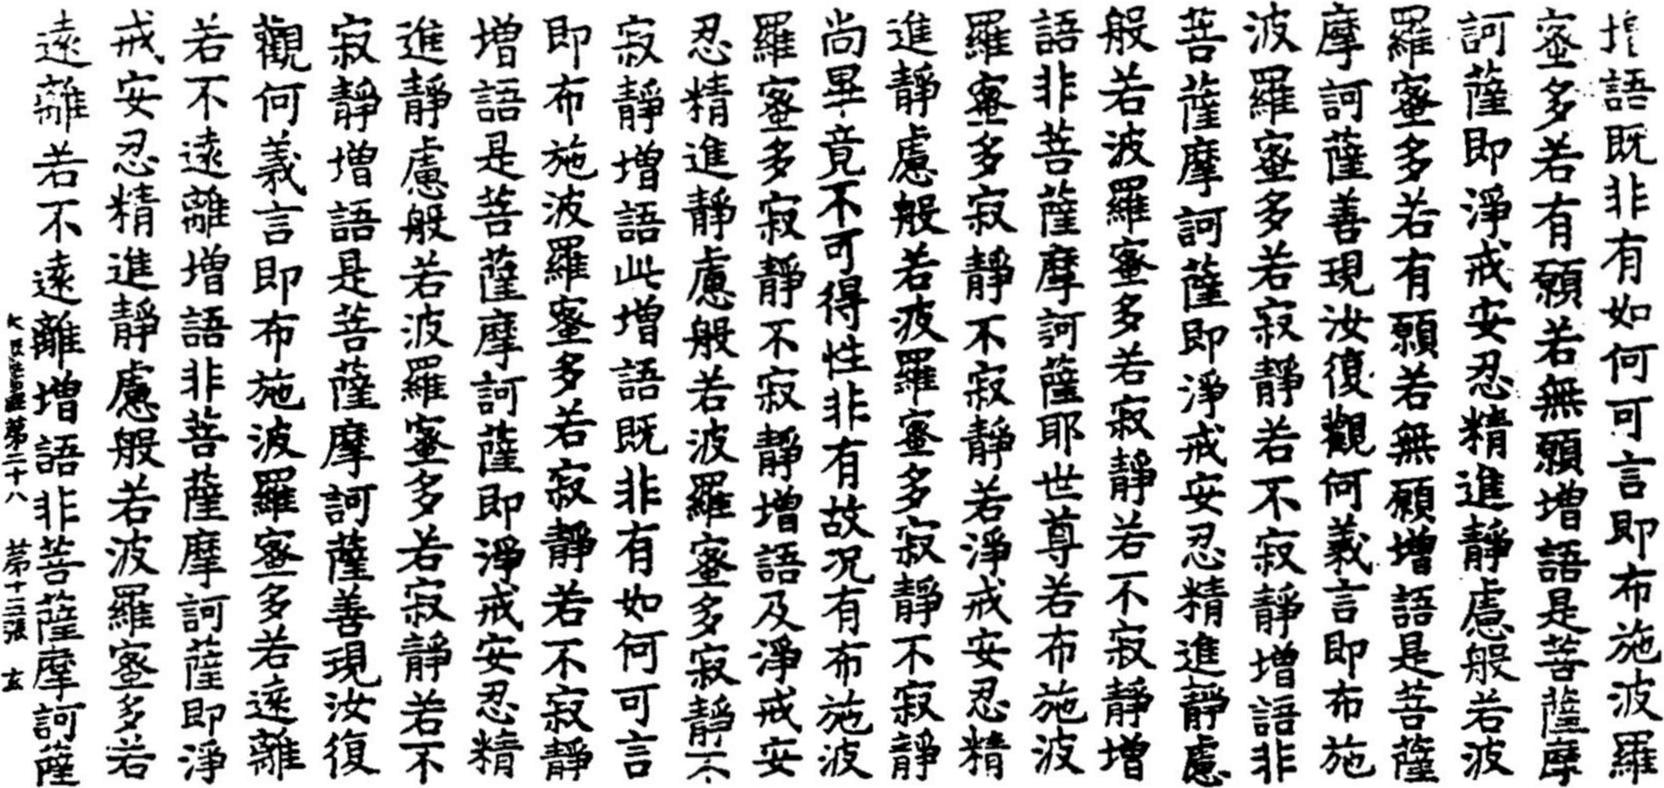 增語既非有如何可言即布施波羅
蜜多若有願若無願增語是菩薩摩
訶薩即淨戒安忍精進靜慮般若波
羅蜜多若有願若無願增語是菩薩
摩訶薩善現汝復觀何義言即布施
波羅蜜多若寂靜若不寂靜增語非
菩薩摩訶薩即淨戒安忍精進靜慮
般若波羅蜜多若寂靜若不寂靜增
語非菩薩摩訶薩耶世尊若布施波
羅蜜多寂靜不寂靜若淨戒安忍精
進靜慮般若波羅蜜多寂靜不寂靜
尚畢竟不可得性非有故況有布施波
羅蜜多寂靜不寂靜增語及淨戒安
忍精進靜慮般若波羅蜜多寂靜不
寂靜增語此增語既非有如何可言
即布施波羅蜜多若寂靜若不寂靜
增語是菩薩摩訶薩即淨戒安忍精
進靜慮般若波羅蜜多若寂靜若不
寂靜增語是菩薩摩訶薩善現汝復
觀何義言即布施波羅蜜多若遠離
若不遠離增語非菩薩摩訶薩即淨
戒安忍精進靜慮般若波羅蜜多若
遠離若不遠離增語非菩薩摩訶薩
大般若經第二十八 第十二張 玄